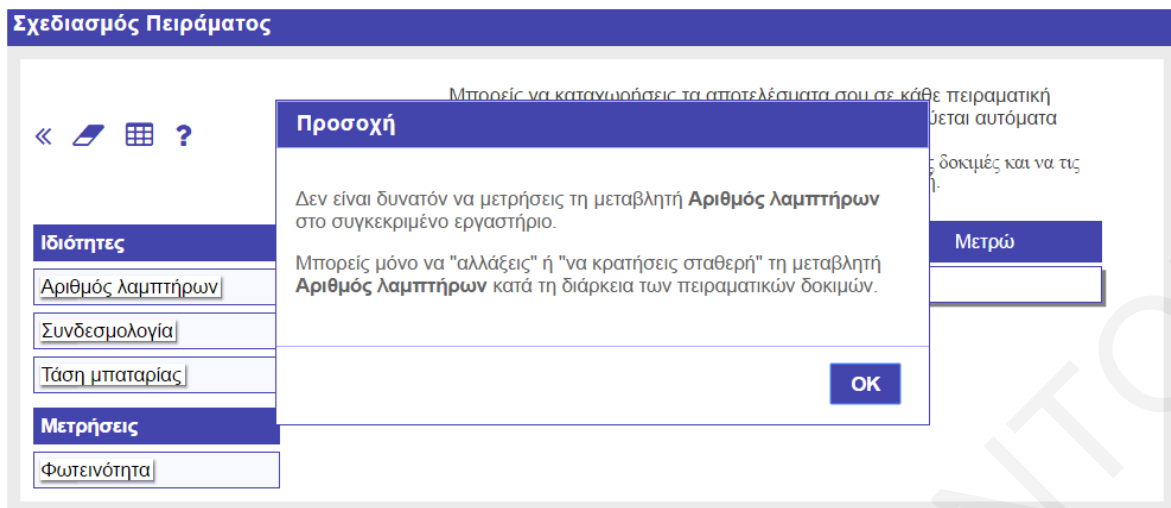 Σχεδιασμός Πειράματος
Μπορείς να καταχωρήσεις τα αποτελέσματα σου σε κάθε πειραματική
αυτόματα
?
Προσοχή
δοκιμές και να τις
Δεν είναι δυνατόν να μετρήσεις τη μεταβλητή Αριθμός λαμπτήρων
στο συγκεκριμένο εργαστήριο.
Μπορείς μόνο να "αλλάξεις" ή "να κρατήσεις σταθερή" τη μεταβλητή
Αριθμός λαμπτήρων κατά τη διάρκεια των πειραματικών δοκιμών.
OK
Ιδιότητες
Μετρώ
Αριθμός λαμπτήρων
Συνδεσμολογία
Τάση μπαταρίας
Μετρήσεις
Φωτεινότητα